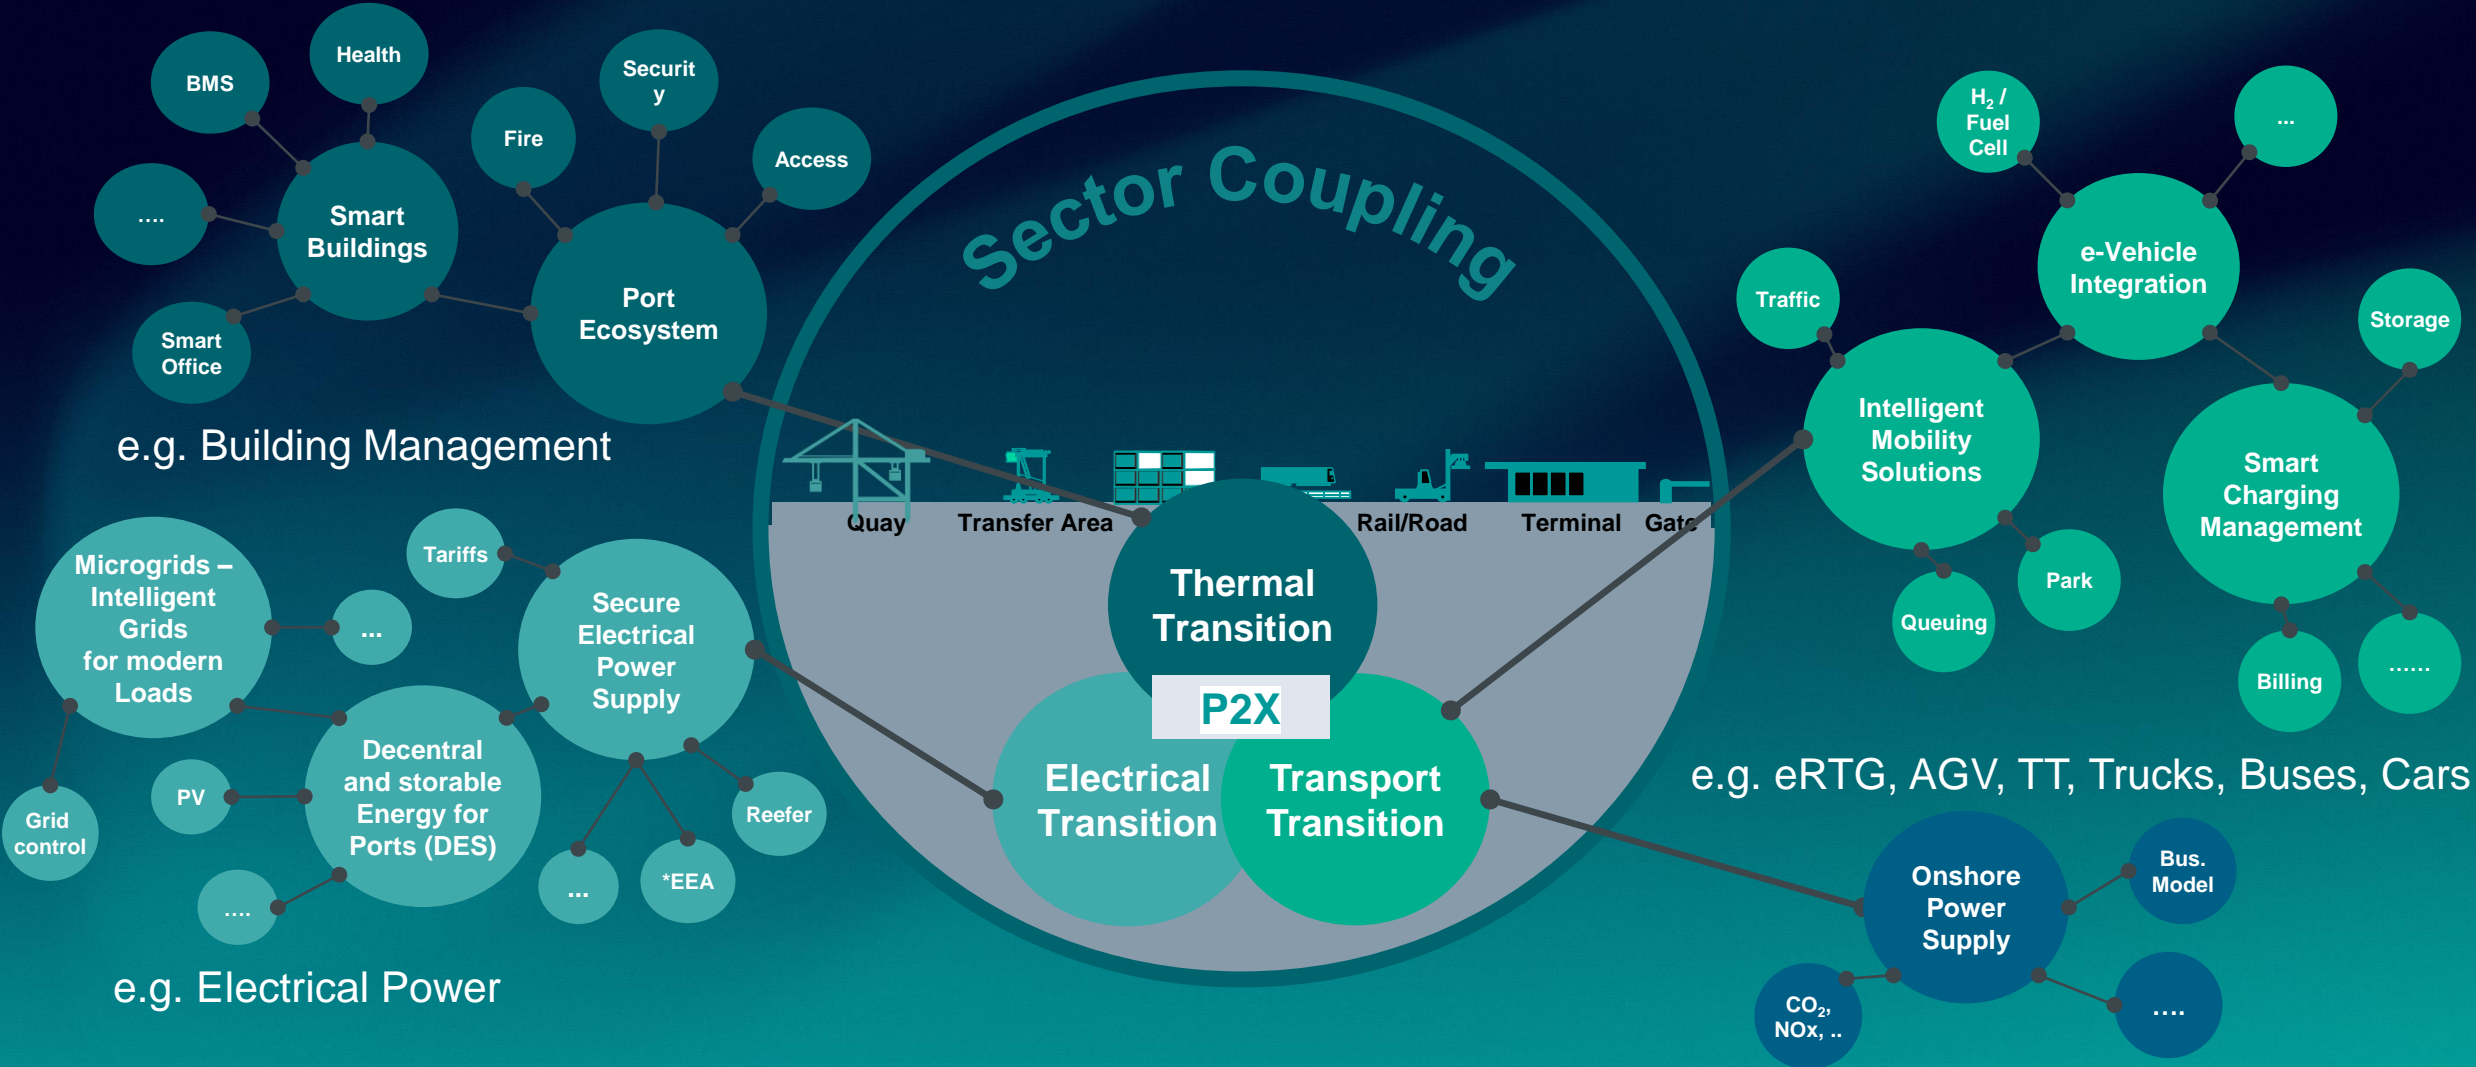 Health
BMS
Securit
y
Fire
Access
....
Smart
Buildings
Port
Ecosystem
Smart
Office
e.g. Building Management
Sector Coupling
Quay
Transfer Area
Rail/Road
Terminal
Gate
Thermal
Transition
P2X
Electrical
Transition
Transport
Transition
Microgrids –
Intelligent
Grids
for modern
Loads
...
Tariffs
Secure
Electrical
Power
Supply
Decentral
and storable
Energy for
Ports (DES)
PV
Grid
control
....
...
*EEA
Reefer
e.g. Electrical Power
H₂ /
Fuel
Cell
...
e-Vehicle
Integration
Traffic
Storage
Intelligent
Mobility
Solutions
Smart
Charging
Management
Park
Queuing
Billing
......
e.g. eRTG, AGV, TT, Trucks, Buses, Cars
Onshore
Power
Supply
Bus.
Model
CO₂,
NOx, ..
....